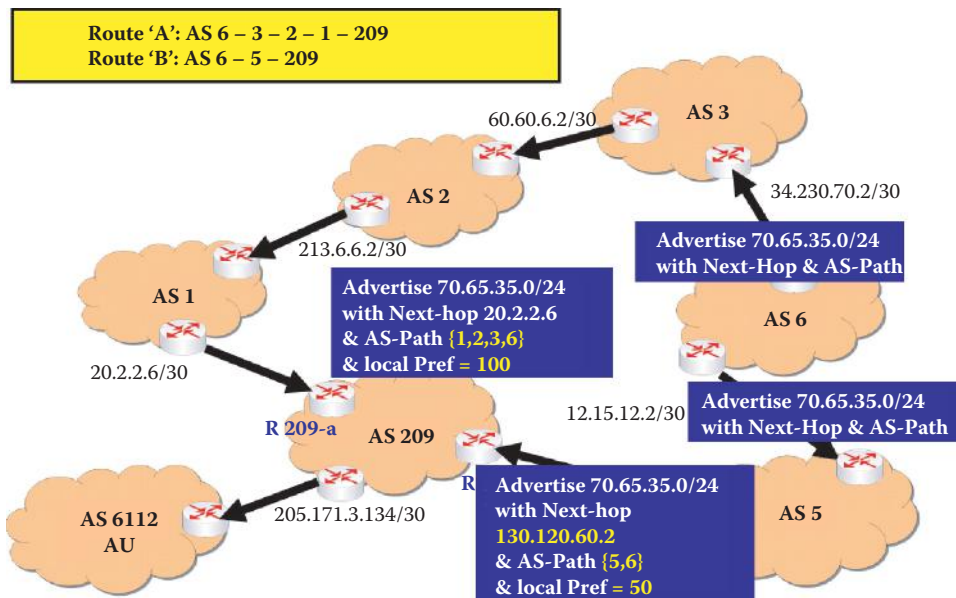 Route ‘A’: AS 6 – 3 – 2 – 1 – 209
Route ‘B’: AS 6 – 5 – 209
AS 3
60.60.6.2/30
34.230.70.2/30
AS 2
213.6.6.2/30
Advertise 70.65.35.0/24
with Next-Hop & AS-Path
AS 1
Advertise 70.65.35.0/24
with Next-hop 20.2.2.6
& AS-Path {1,2,3,6}
& local Pref = 100
AS 6
20.2.2.6/30
12.15.12.2/30
Advertise 70.65.35.0/24
with Next-Hop & AS-Path
R 209-a
AS 209
R
Advertise 70.65.35.0/24
with Next-hop
130.120.60.2
& AS-Path {5,6}
& local Pref = 50
AS 5
205.171.3.134/30
AS 6112
AU